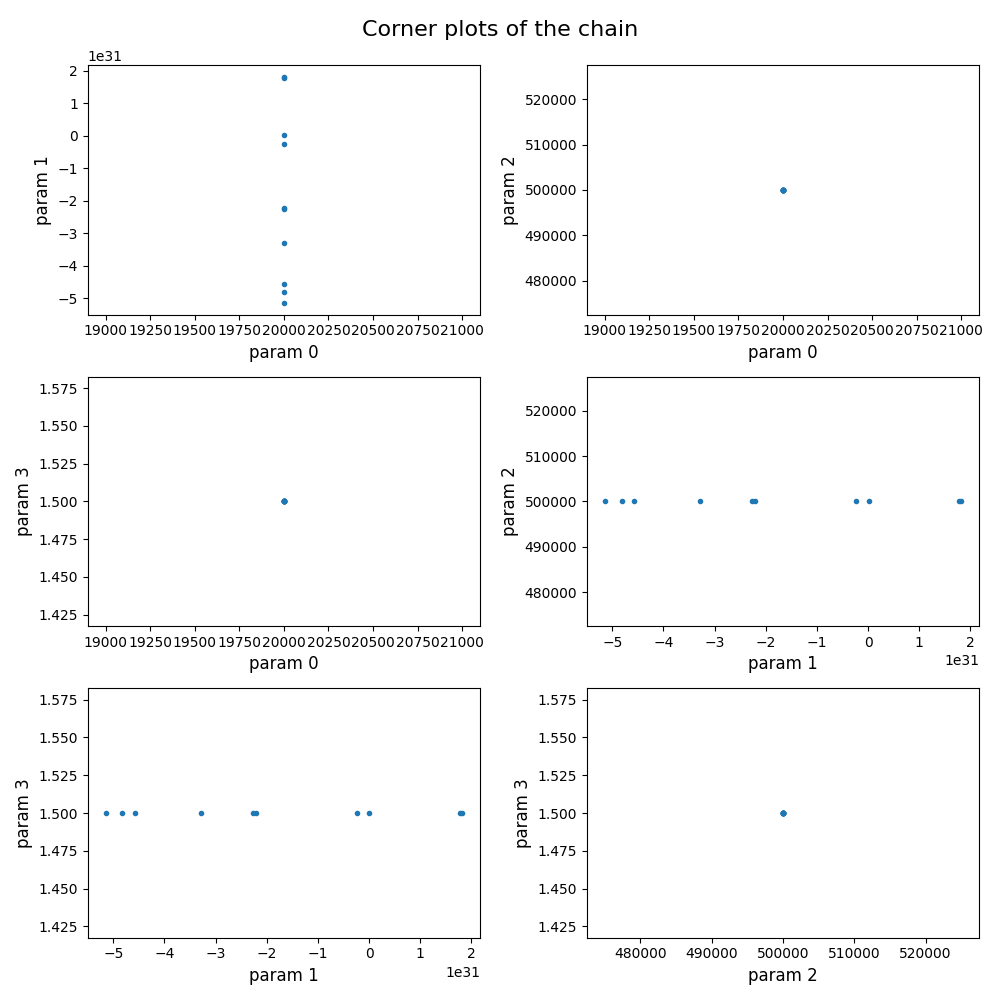 Corner plots of the chain
1e31
2
1
0
−1
−2
−3
−4
−5
param 1
19000 19250 19500 19750 20000 20250 20500 20750 21000
param 0
520000
510000
500000
490000
480000
param 2
19000 19250 19500 19750 20000 20250 20500 20750 21000
param 0
1.575
1.550
1.525
1.500
1.475
1.450
1.425
param 3
19000 19250 19500 19750 20000 20250 20500 20750 21000
param 0
520000
510000
500000
490000
480000
param 2
−5 −4 −3 −2 −1 0 1 2
param 1
1e31
1.575
1.550
1.525
1.500
1.475
1.450
1.425
param 3
−5 −4 −3 −2 −1 0 1 2
param 1
1e31
1.575
1.550
1.525
1.500
1.475
1.450
1.425
param 3
480000 490000 500000 510000 520000
param 2